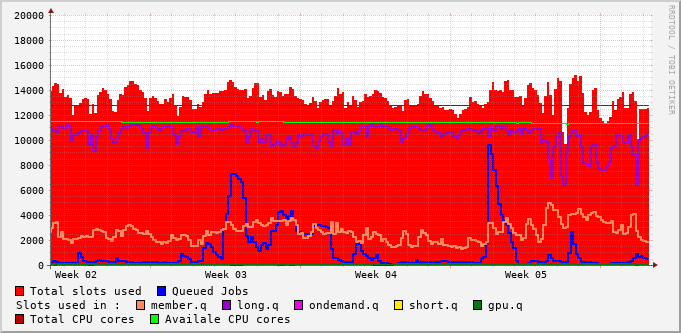 20000
18000
16000
14000
12000
10000
8000
6000
4000
2000
0
Week 02 Week 03 Week 04 Week 05
RRDTOOL / TOBI OETIKER
Total slots used Queued Jobs
Slots used in : member.q long.q ondemand.q short.q gpu.q
Total CPU cores Availale CPU cores